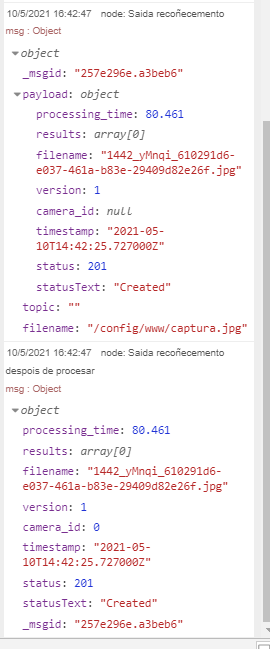 10/5/2021 16:42:47 node: Saida recoñecemento
msg : Object
object
_msgid: "257e296e.a3beb6"
payload: object
processing_time: 80.461
results: array[0]
filename: "1442_yMnqi_610291d6-
e037-461a-b83e-29409d82e26f.jpg"
version: 1
camera_id: null
timestamp: "2021-05-
10T14:42:25.727000Z"
status: 201
statusText: "Created"
topic: ""
filename: "/config/www/captura.jpg"
10/5/2021 16:42:47 node: Saida recoñecemento
despois de procesar
msg : Object
object
processing_time: 80.461
results: array[0]
filename: "1442_yMnqi_610291d6-
e037-461a-b83e-29409d82e26f.jpg"
version: 1
camera_id: 0
timestamp: "2021-05-
10T14:42:25.727000Z"
status: 201
statusText: "Created"
_msgid: "257e296e.a3beb6"